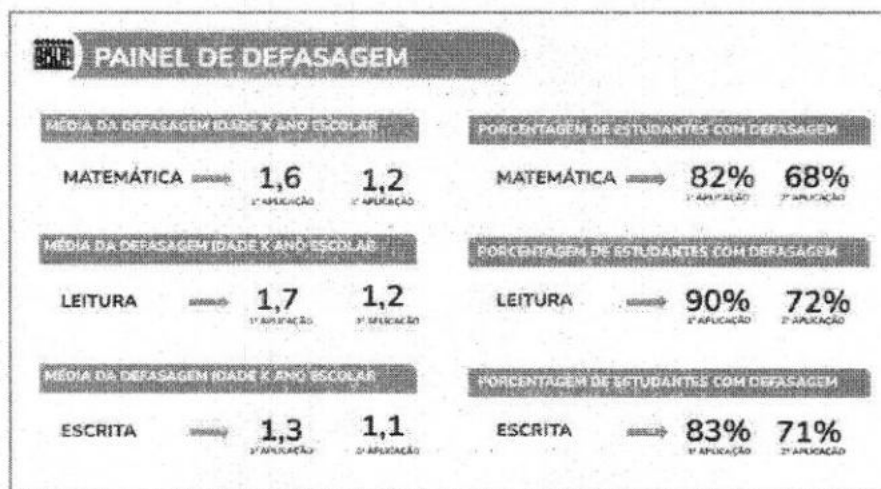 PAINEL DE DEFASAGEM
MÉDIA DA DEFASAGEM IDADE X ANO ESCOLAR
MATEMÁTICA 1,6 1,2
1ª APLICAÇÃO 2ª APLICAÇÃO
MÉDIA DA DEFASAGEM IDADE X ANO ESCOLAR
LEITURA 1,7 1,2
1ª APLICAÇÃO 2ª APLICAÇÃO
MÉDIA DA DEFASAGEM IDADE X ANO ESCOLAR
ESCRITA 1,3 1,1
1ª APLICAÇÃO 2ª APLICAÇÃO
PORCENTAGEM DE ESTUDANTES COM DEFASAGEM
MATEMÁTICA 82% 68%
1ª APLICAÇÃO 2ª APLICAÇÃO
PORCENTAGEM DE ESTUDANTES COM DEFASAGEM
LEITURA 90% 72%
1ª APLICAÇÃO 2ª APLICAÇÃO
PORCENTAGEM DE ESTUDANTES COM DEFASAGEM
ESCRITA 83% 71%
1ª APLICAÇÃO 2ª APLICAÇÃO